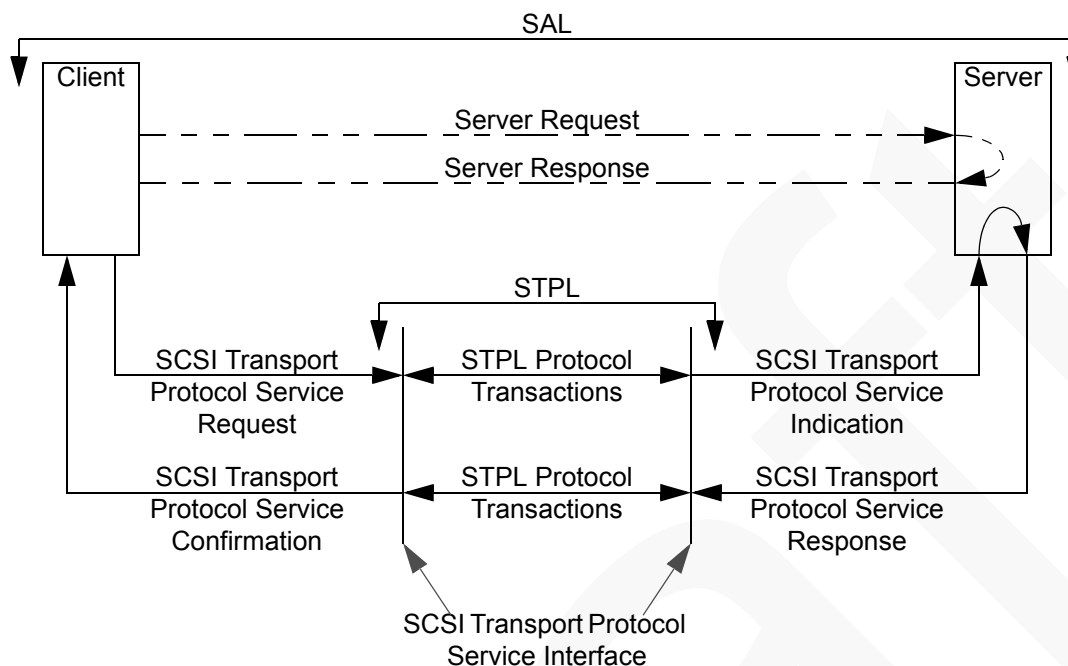 SAL
Client
Server
Server Request
Server Response
STPL
SCSI Transport
Protocol Service
Request
STPL Protocol
Transactions
SCSI Transport
Protocol Service
Indication
SCSI Transport
Protocol Service
Confirmation
STPL Protocol
Transactions
SCSI Transport
Protocol Service
Response
SCSI Transport Protocol
Service Interface